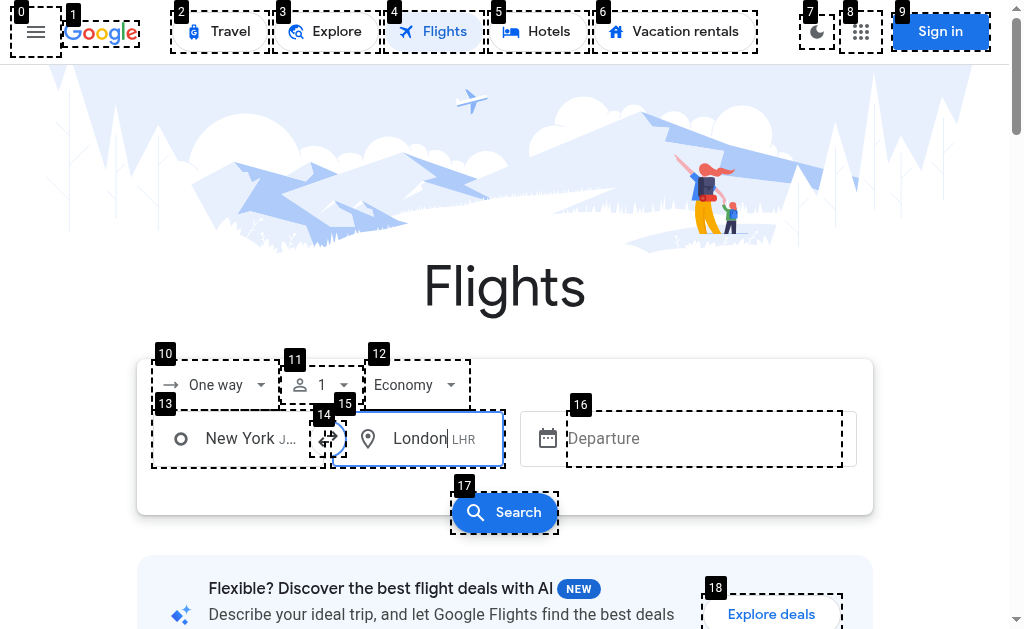 0 1 2 3 4 5 6 7 8 9
Google Travel Explore Flights Hotels Vacation rentals Sign in
Flights
10 11 12
One way 1 Economy
13 14 15 16
New York J... London LHR Departure
17
Search
Flexible? Discover the best flight deals with AI NEW
18
Describe your ideal trip, and let Google Flights find the best deals Explore deals